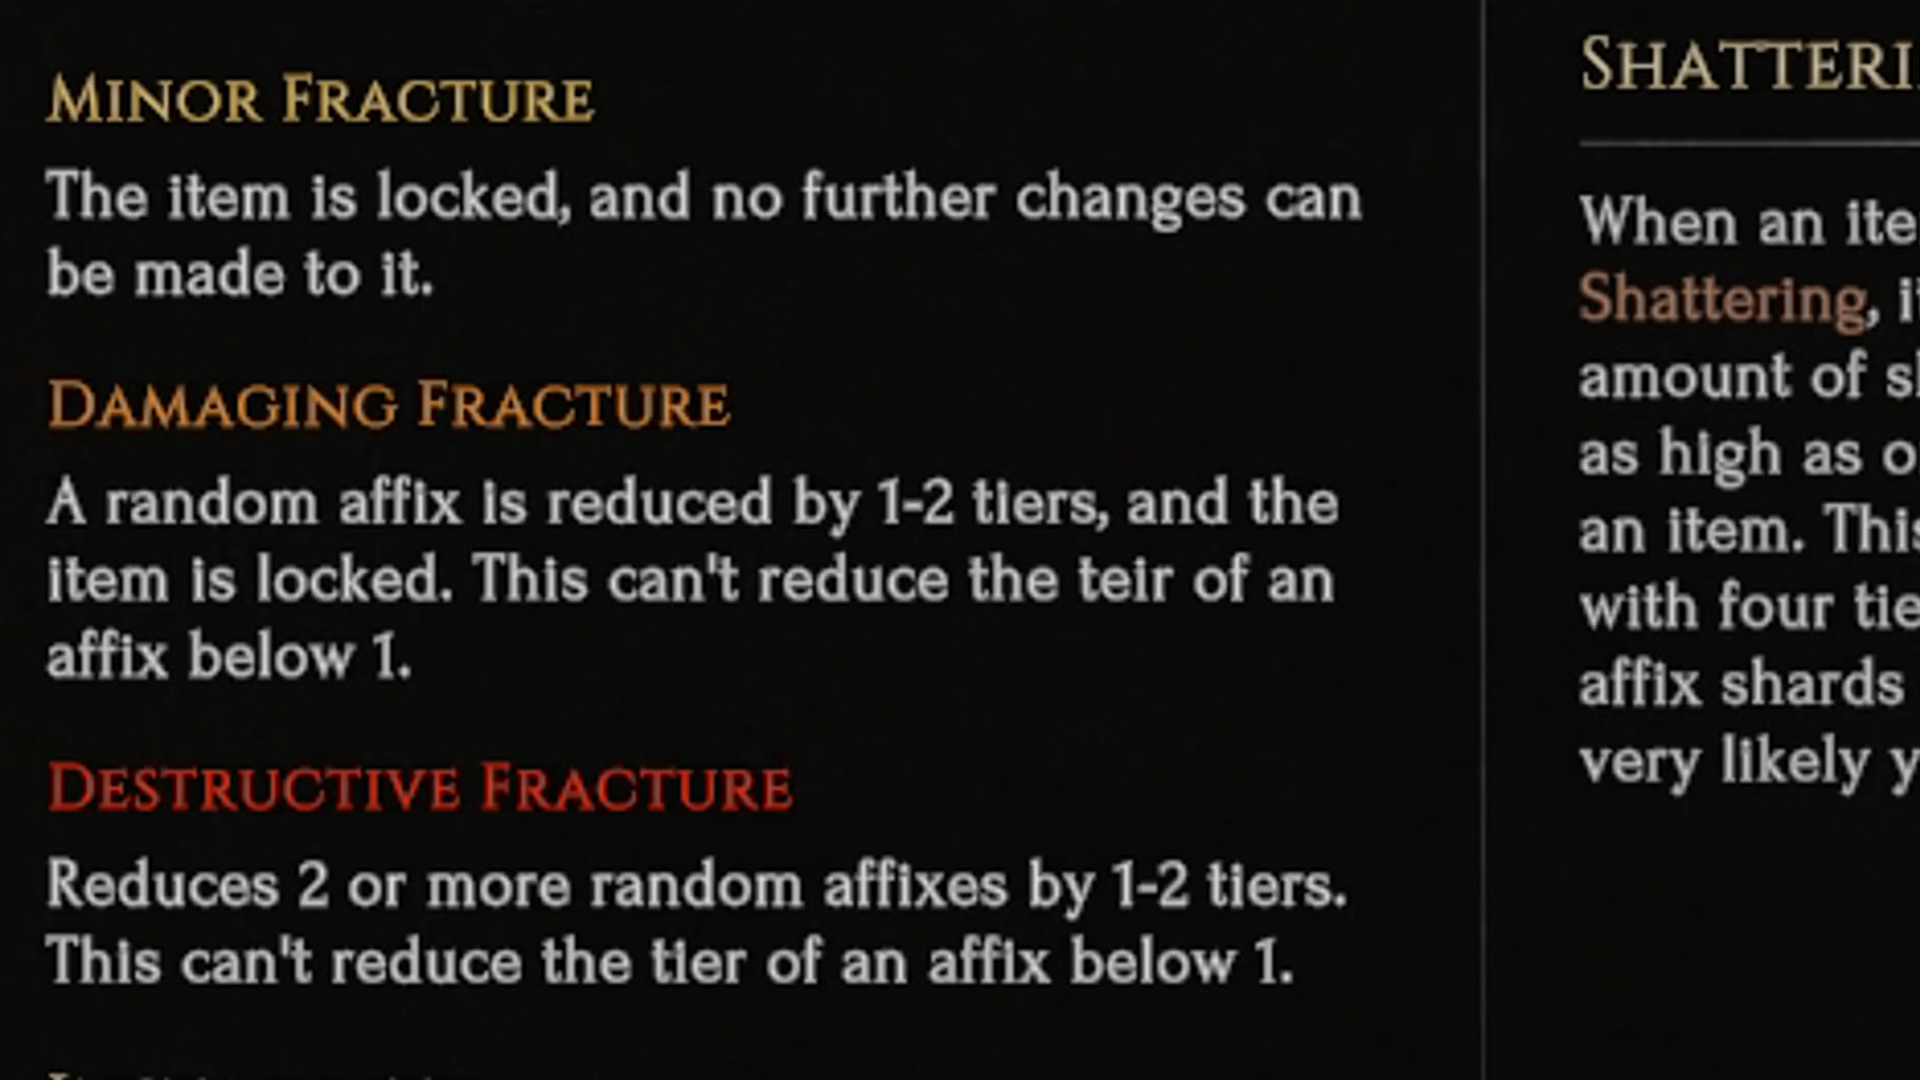 Minor Fracture
The item is locked, and no further changes can
be made to it.
Damaging Fracture
A random affix is reduced by 1-2 tiers, and the
item is locked. This can't reduce the teir of an
affix below 1.
Destructive Fracture
Reduces 2 or more random affixes by 1-2 tiers.
This can't reduce the tier of an affix below 1.
When an
Shattering,
amount of
as high as
an item. This
with four
affix shards
very likely